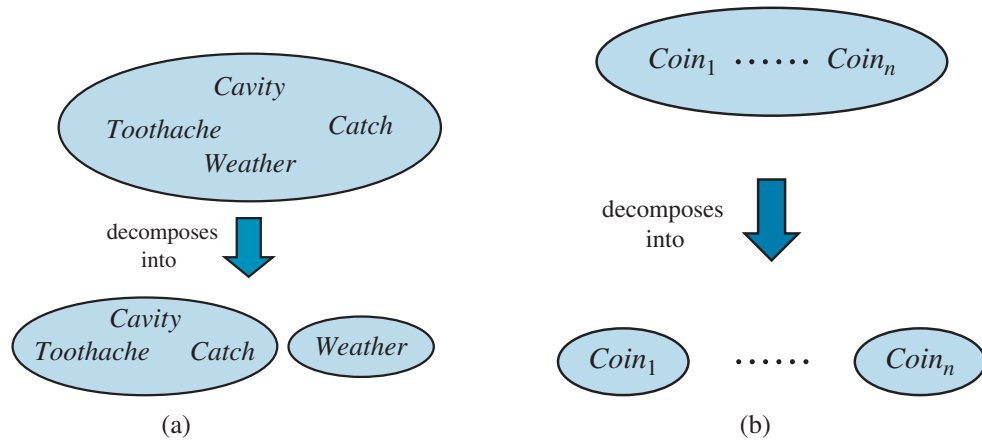 Cavity
Toothache Catch
Weather
decomposes
into
Cavity
Toothache Catch Weather
(a)
Coin₁ ...... Coinₙ
decomposes
into
Coin₁ ...... Coinₙ
(b)